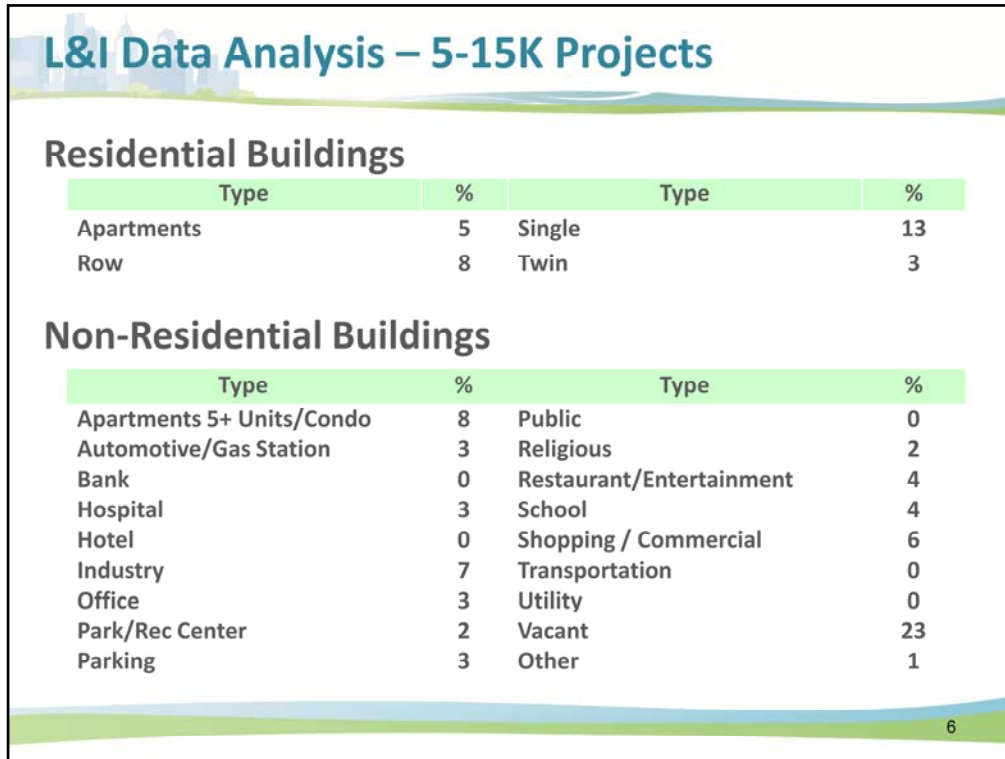 L&I Data Analysis – 5-15K Projects
Residential Buildings
Type % Type %
Apartments 5 Single 13
Row 8 Twin 3
Non-Residential Buildings
Type % Type %
Apartments 5+ Units/Condo 8 Public 0
Automotive/Gas Station 3 Religious 2
Bank 0 Restaurant/Entertainment 4
Hospital 3 School 4
Hotel 0 Shopping / Commercial 6
Industry 7 Transportation 0
Office 3 Utility 0
Park/Rec Center 2 Vacant 23
Parking 3 Other 1
6